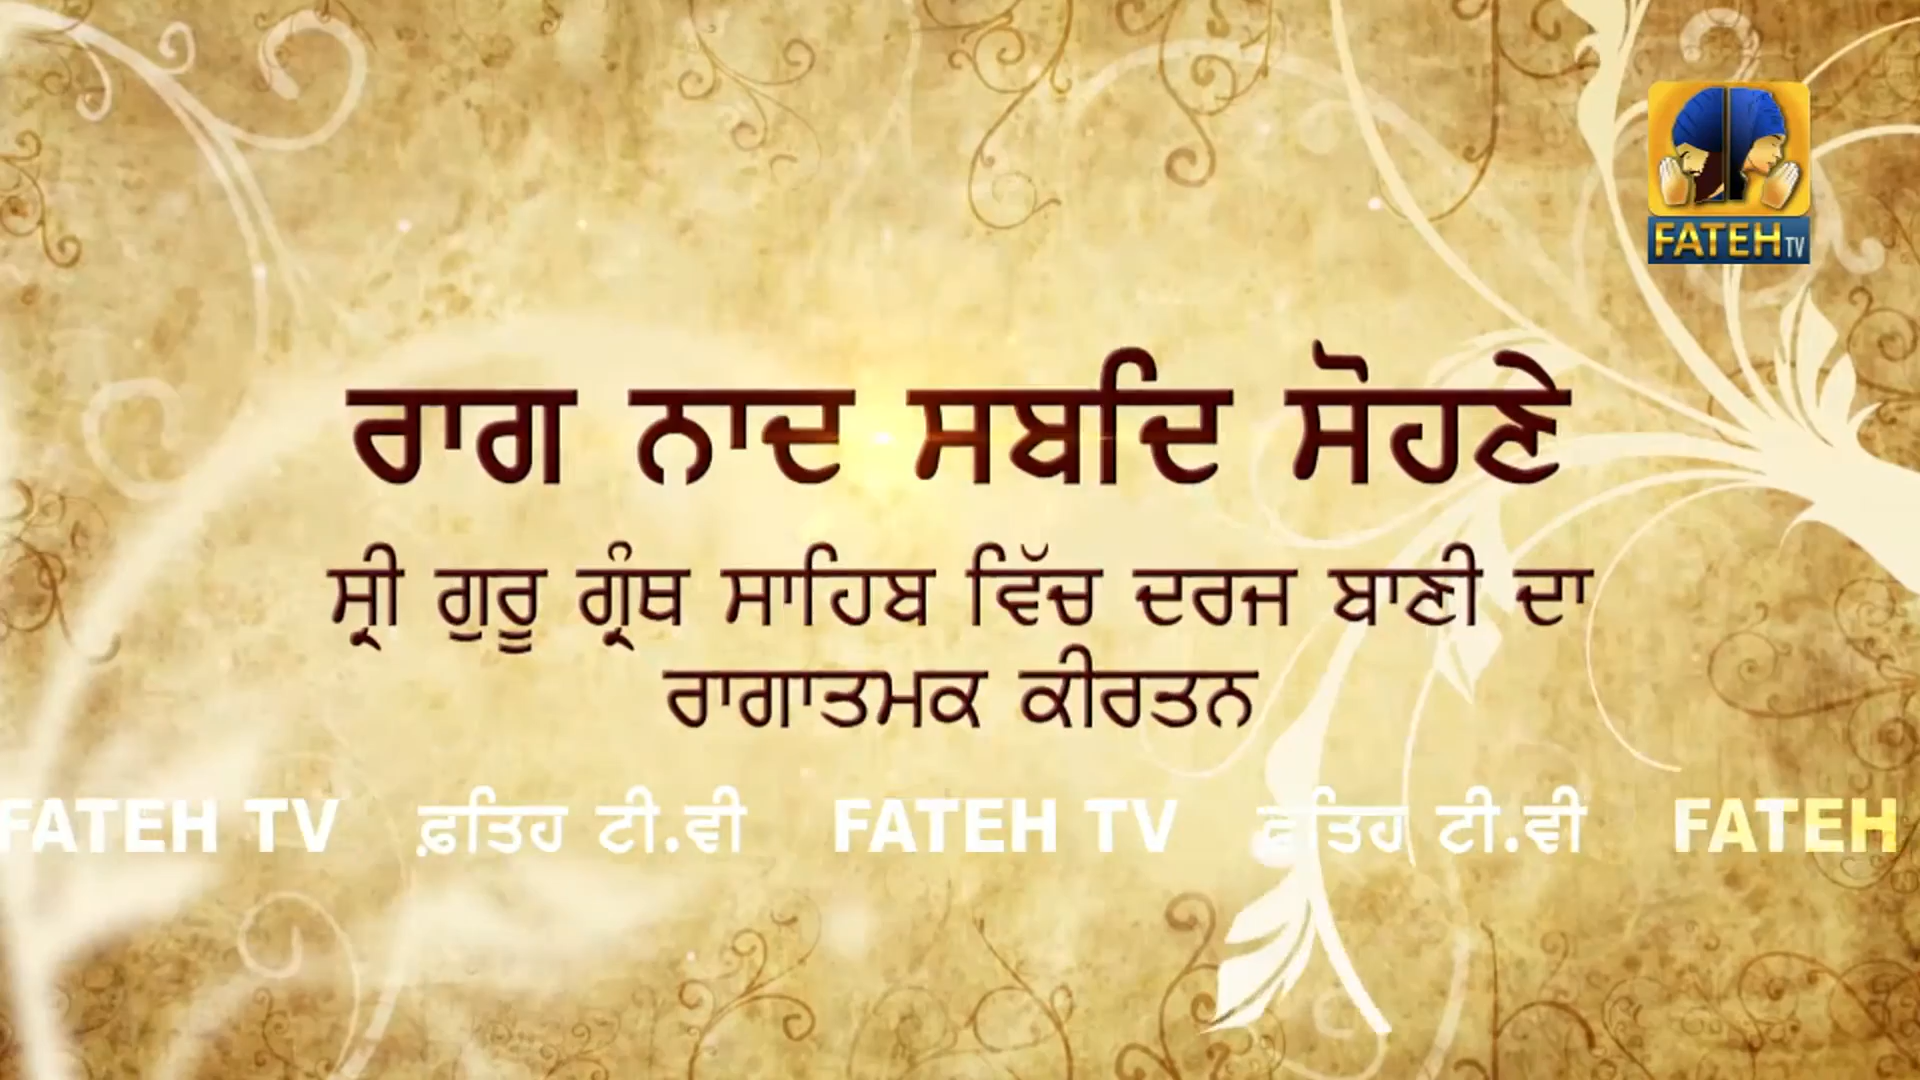 FATEH TV
ਰਾਗ ਨਾਦ ਸਬਦਿ ਸੋਹਣੇ
ਸ੍ਰੀ ਗੁਰੂ ਗ੍ਰੰਥ ਸਾਹਿਬ ਵਿੱਚ ਦਰਜ ਬਾਣੀ ਦਾ
ਰਾਗਾਤਮਕ ਕੀਰਤਨ
FATEH TV ਫ਼ਤਿਹ ਟੀ.ਵੀ FATEH TV ਫ਼ਤਿਹ ਟੀ.ਵੀ FATEH